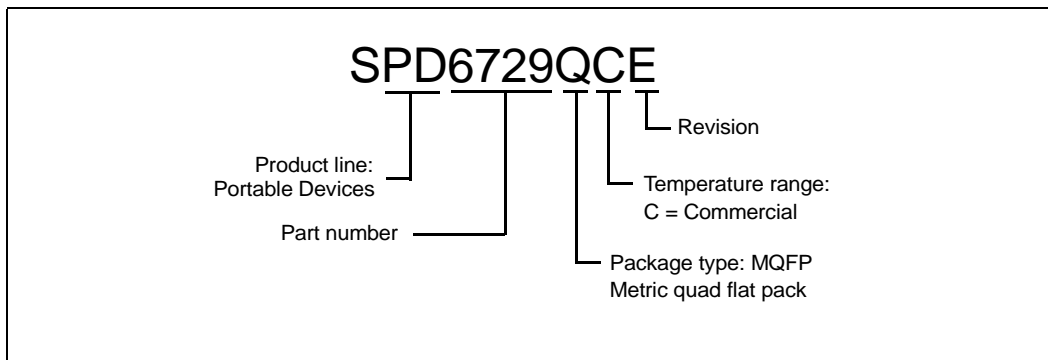 SPD6729QCE
Revision
Product line:
Portable Devices
Temperature range:
C = Commercial
Part number
Package type: MQFP
Metric quad flat pack